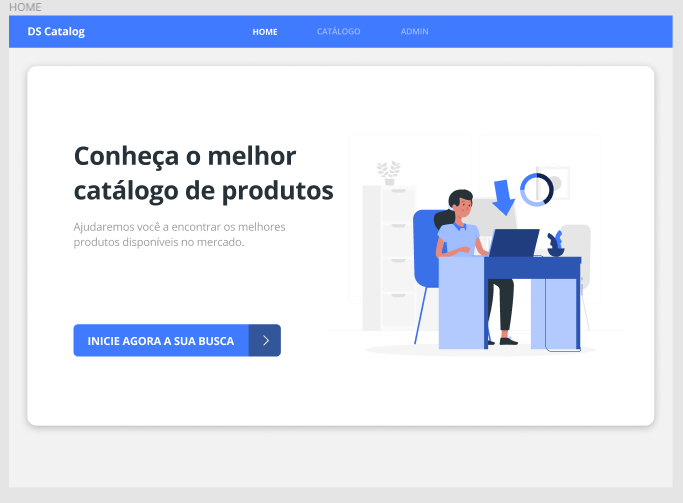 HOME
DS Catalog
HOME
CATÁLOGO
ADMIN
Conheça o melhor
catálogo de produtos
Ajudaremos você a encontrar os melhores
produtos disponíveis no mercado.
INICIE AGORA A SUA BUSCA